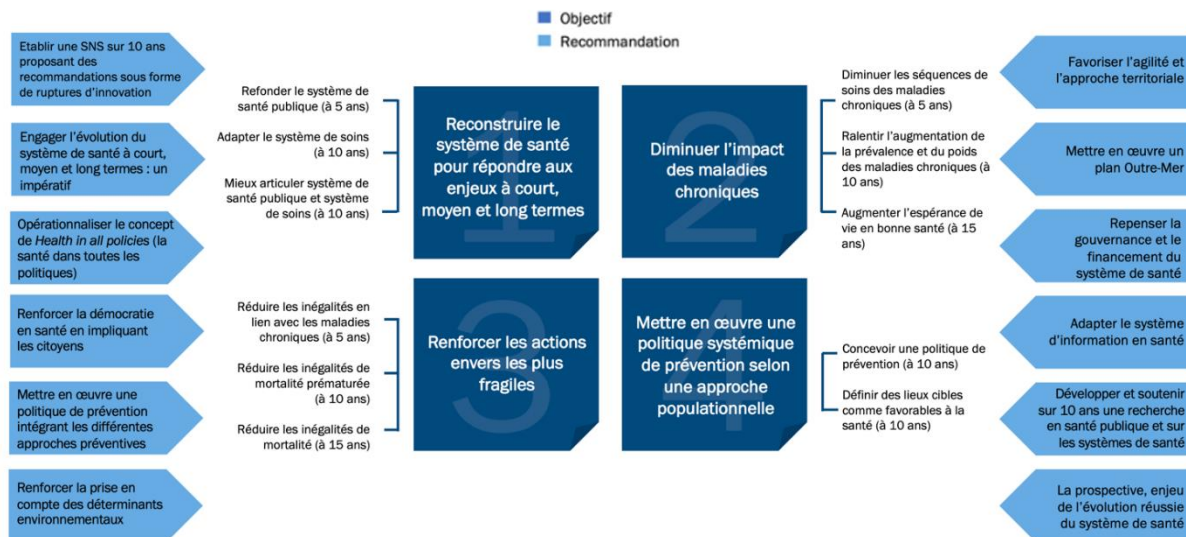 Objectif
Recommandation
Etablir une SNS sur 10 ans
proposant des
recommandations sous forme
de ruptures d'innovation
Engager l'évolution du
système de santé à court,
moyen et long termes : un
impératif
Opérationnaliser le concept
de Health in all policies (la
santé dans toutes les
politiques)
Renforcer la démocratie
en santé en impliquant
les citoyens
Mettre en œuvre une
politique de prévention
intégrant les différentes
approches préventives
Renforcer la prise en
compte des déterminants
environnementaux
Refonder le système de
santé publique (à 5 ans)
Adapter le système de soins
(à 10 ans)
Mieux articuler système de
santé publique et système
de soins (à 10 ans)
1
Reconstruire le
système de santé
pour répondre aux
enjeux à court,
moyen et long termes
2
Diminuer l'impact
des maladies
chroniques
Diminuer les séquences de
soins des maladies
chroniques (à 5 ans)
Ralentir l'augmentation de
la prévalence et du poids
des maladies chroniques (à
10 ans)
Augmenter l'espérance de
vie en bonne santé (à 15
ans)
Réduire les inégalités en
lien avec les maladies
chroniques (à 5 ans)
Réduire les inégalités de
mortalité prématurée
(à 10 ans)
Réduire les inégalités de
mortalité (à 15 ans)
3
Renforcer les actions
envers les plus
fragiles
4
Mettre en œuvre une
politique systémique
de prévention selon
une approche
populationnelle
Concevoir une politique de
prévention (à 10 ans)
Définir des lieux cibles
comme favorables à la
santé (à 10 ans)
Favoriser l'agilité et
l'approche territoriale
Mettre en œuvre un
plan Outre-Mer
Repenser la
gouvernance et le
financement du
système de santé
Adapter le système
d'information en santé
Développer et soutenir
sur 10 ans une recherche
en santé publique et sur
les systèmes de santé
La prospective, enjeu
de l'évolution réussie
du système de santé